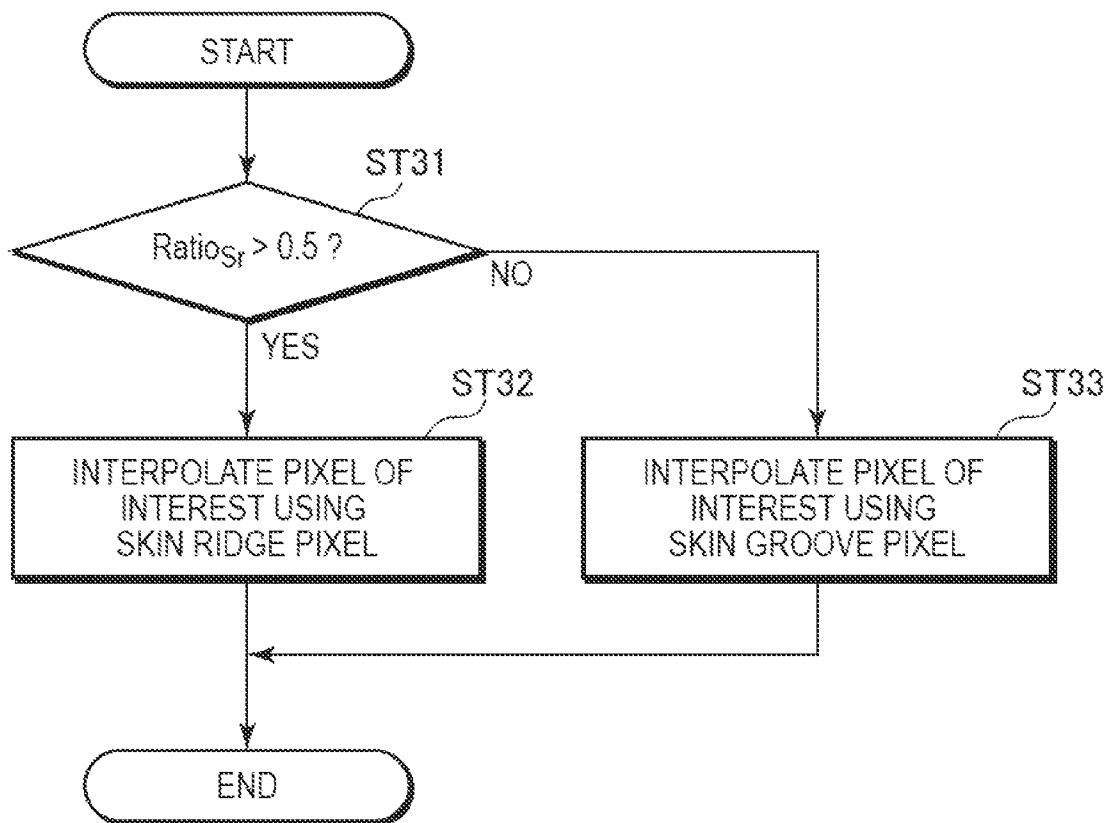 START
ST31
Ratio_Sr > 0.5 ?
NO
YES
ST32
INTERPOLATE PIXEL OF
INTEREST USING
SKIN RIDGE PIXEL
ST33
INTERPOLATE PIXEL OF
INTEREST USING
SKIN GROOVE PIXEL
END